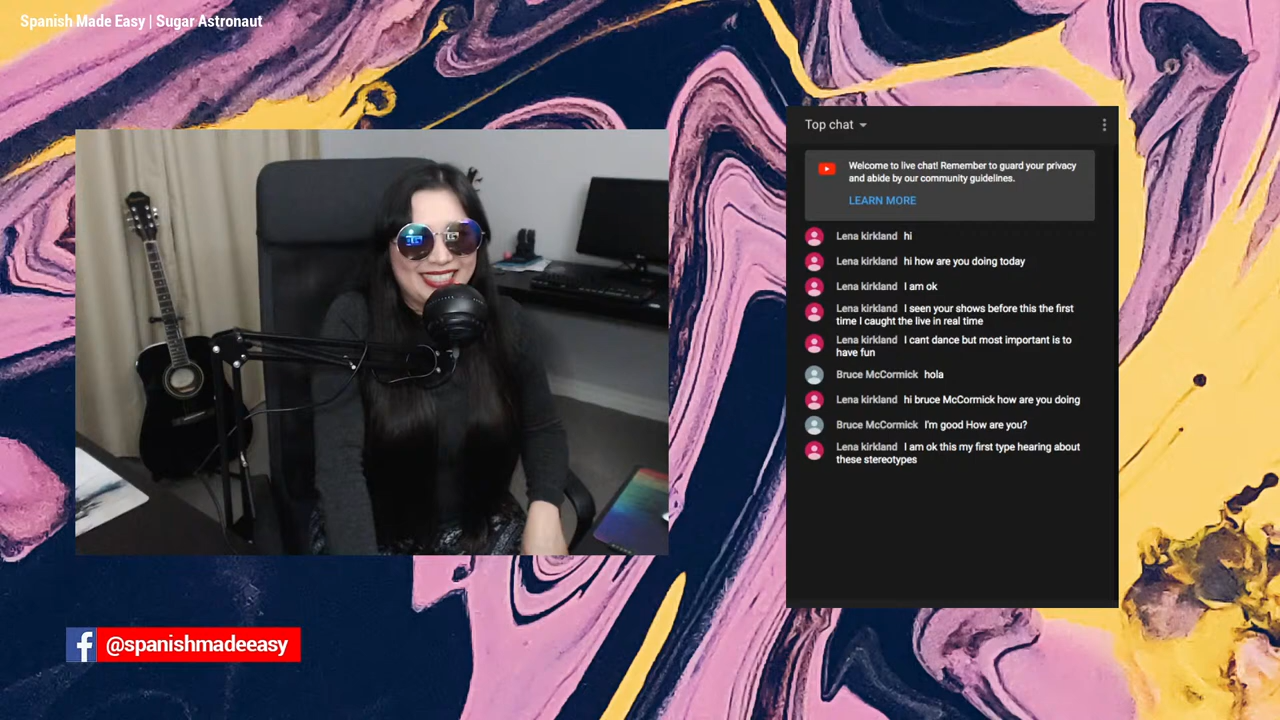 Spanish Made Easy | Sugar Astronaut
Top chat
Welcome to live chat! Remember to guard your privacy
and abide by our community guidelines.
LEARN MORE
Lena kirkland hi
Lena kirkland hi how are you doing today
Lena kirkland I am ok
Lena kirkland I seen your shows before this the first
time I caught the live in real time
Lena kirkland I cant dance but most important is to
have fun
Bruce McCormick hola
Lena kirkland hi bruce McCormick how are you doing
Bruce McCormick I'm good How are you?
Lena kirkland I am ok this my first type hearing about
these stereotypes
f @spanishmadeeasy